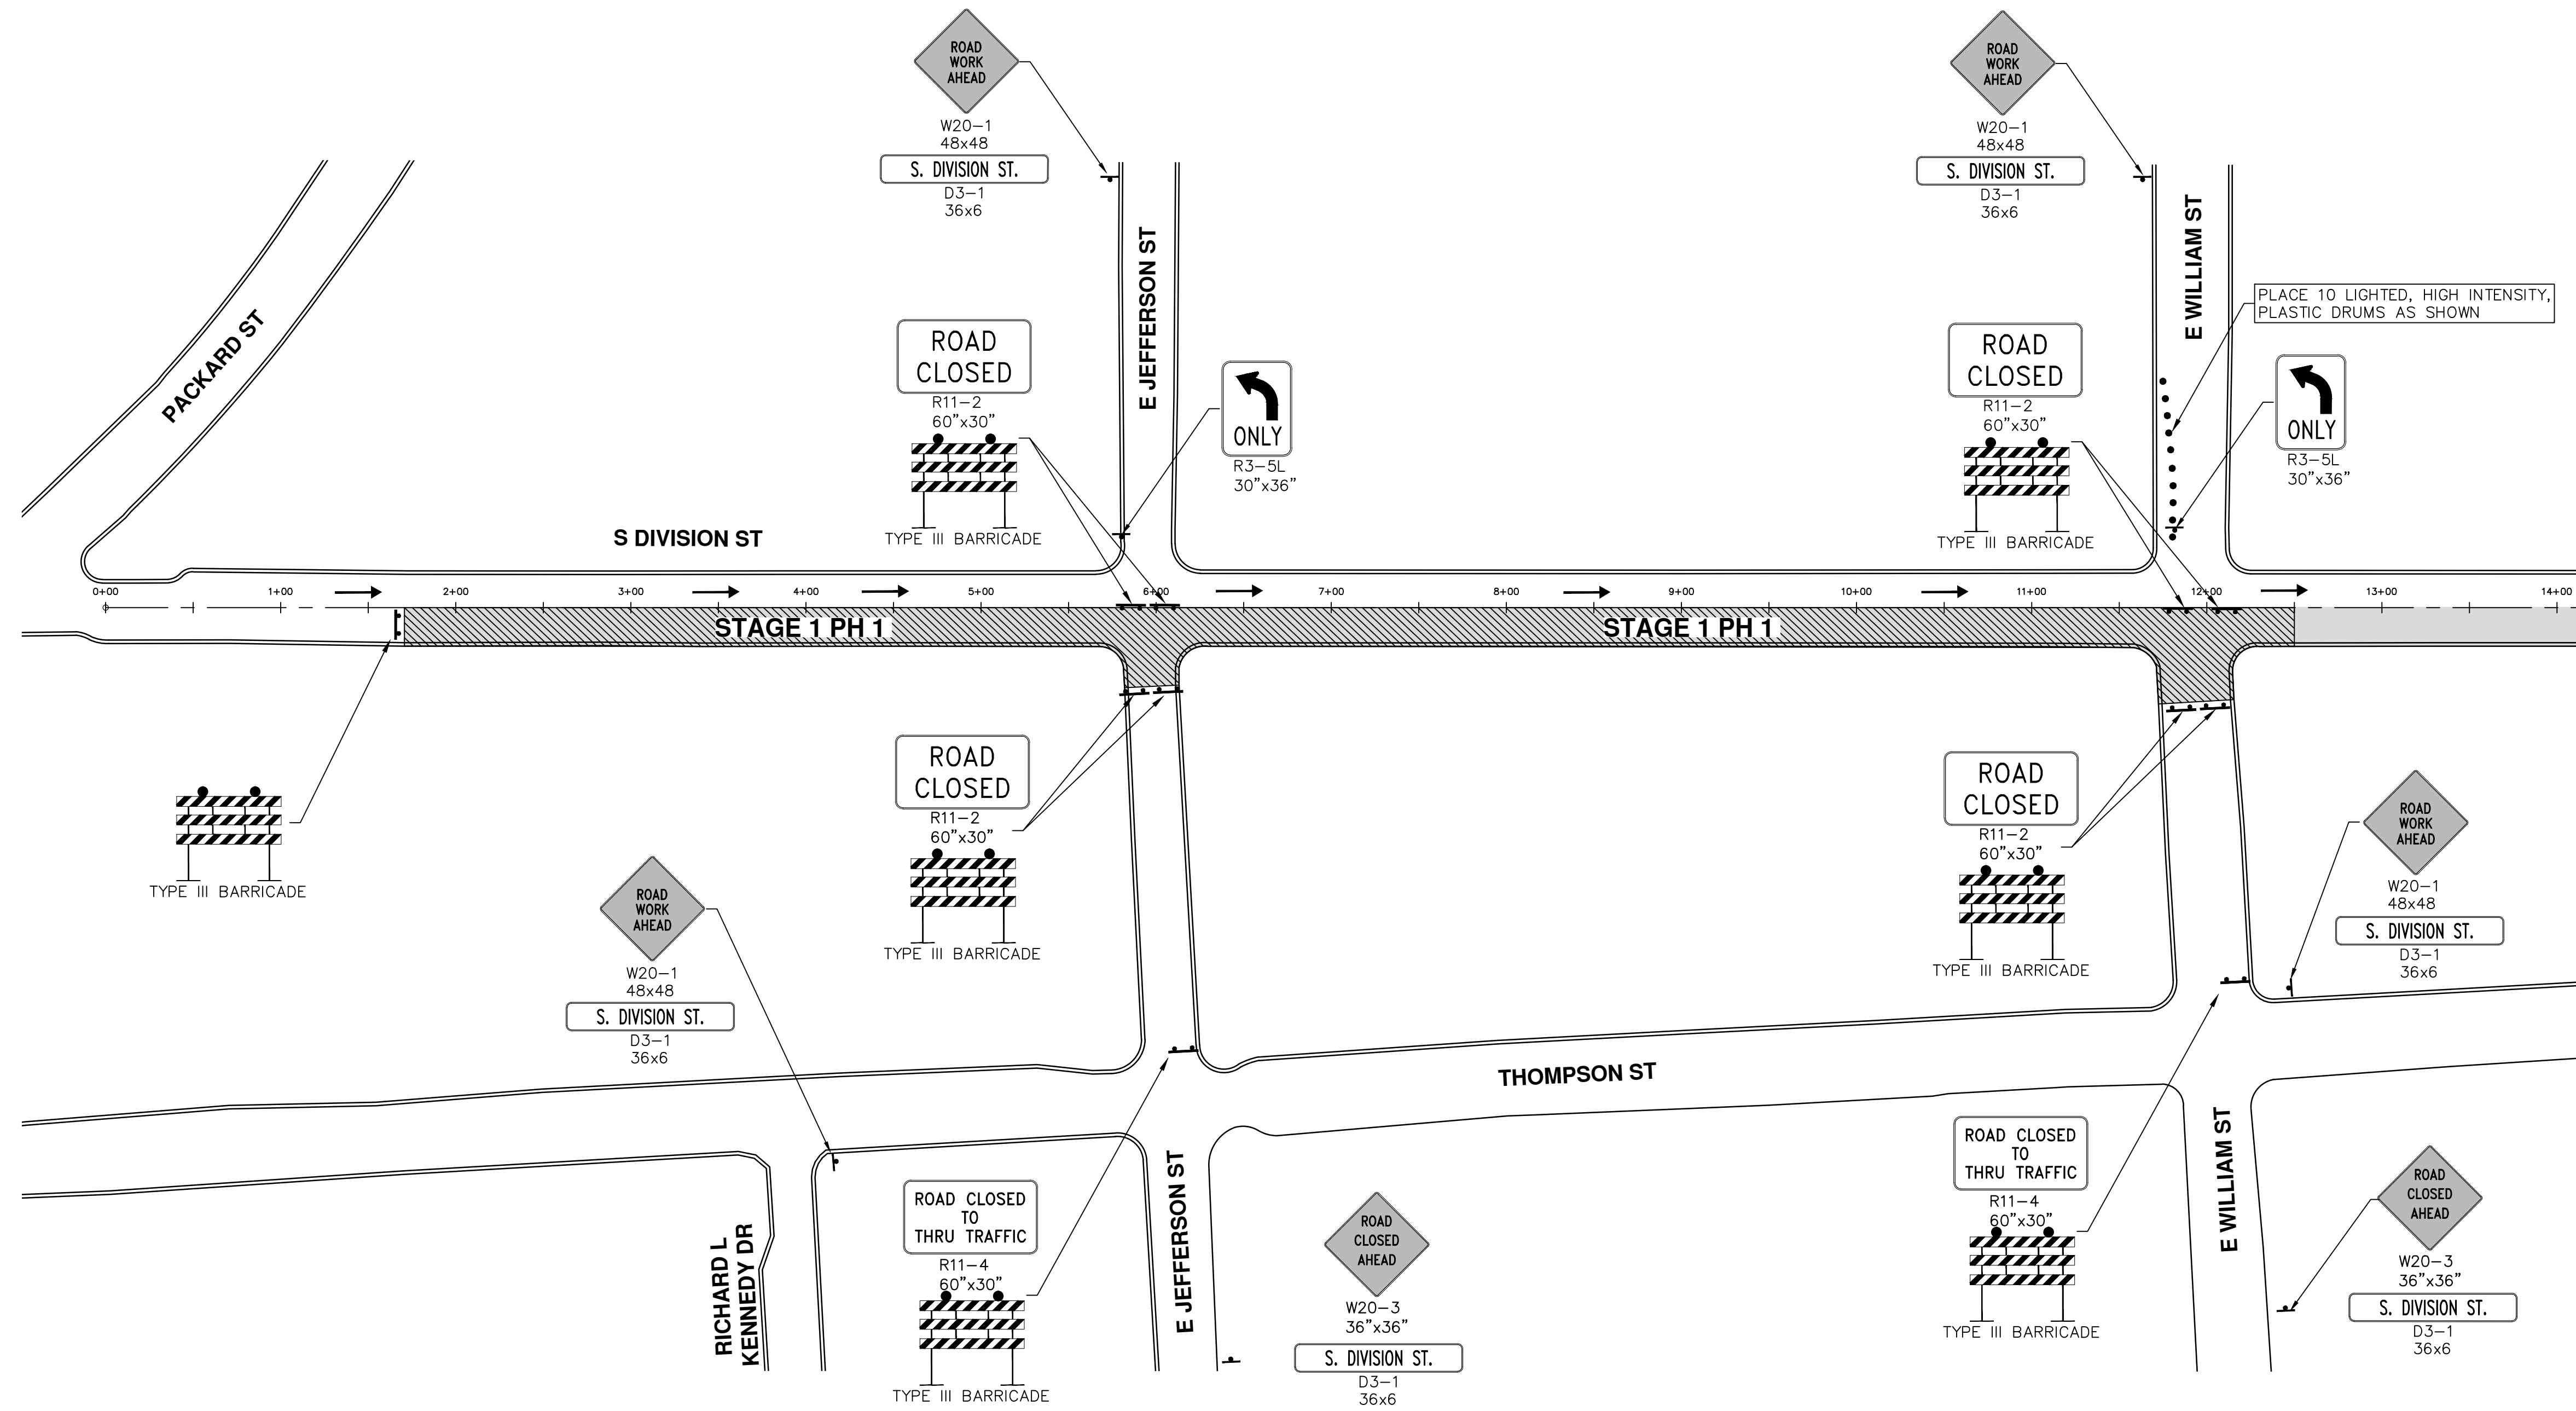 ROAD
WORK
AHEAD
W20-1
48x48
S. DIVISION ST.
D3-1
36x6
ROAD
WORK
AHEAD
W20-1
48x48
S. DIVISION ST.
D3-1
36x6
PACKARD ST
E JEFFERSON ST
E WILLIAM ST
PLACE 10 LIGHTED, HIGH INTENSITY,
PLASTIC DRUMS AS SHOWN
ROAD
CLOSED
R11-2
60"x30"
TYPE III BARRICADE
ONLY
R3-5L
30"x36"
ROAD
CLOSED
R11-2
60"x30"
TYPE III BARRICADE
ONLY
R3-5L
30"x36"
S DIVISION ST
0+00
1+00
2+00
3+00
4+00
5+00
6+00
7+00
8+00
9+00
10+00
11+00
12+00
13+00
14+00
STAGE 1 PH 1
STAGE 1 PH 1
TYPE III BARRICADE
ROAD
CLOSED
R11-2
60"x30"
TYPE III BARRICADE
ROAD
CLOSED
R11-2
60"x30"
TYPE III BARRICADE
ROAD
WORK
AHEAD
W20-1
48x48
S. DIVISION ST.
D3-1
36x6
ROAD
WORK
AHEAD
W20-1
48x48
S. DIVISION ST.
D3-1
36x6
THOMPSON ST
RICHARD L
KENNEDY DR
ROAD CLOSED
TO
THRU TRAFFIC
R11-4
60"x30"
TYPE III BARRICADE
E JEFFERSON ST
ROAD
CLOSED
AHEAD
W20-3
36"x36"
S. DIVISION ST.
D3-1
36x6
ROAD CLOSED
TO
THRU TRAFFIC
R11-4
60"x30"
TYPE III BARRICADE
E WILLIAM ST
ROAD
CLOSED
AHEAD
W20-3
36"x36"
S. DIVISION ST.
D3-1
36x6